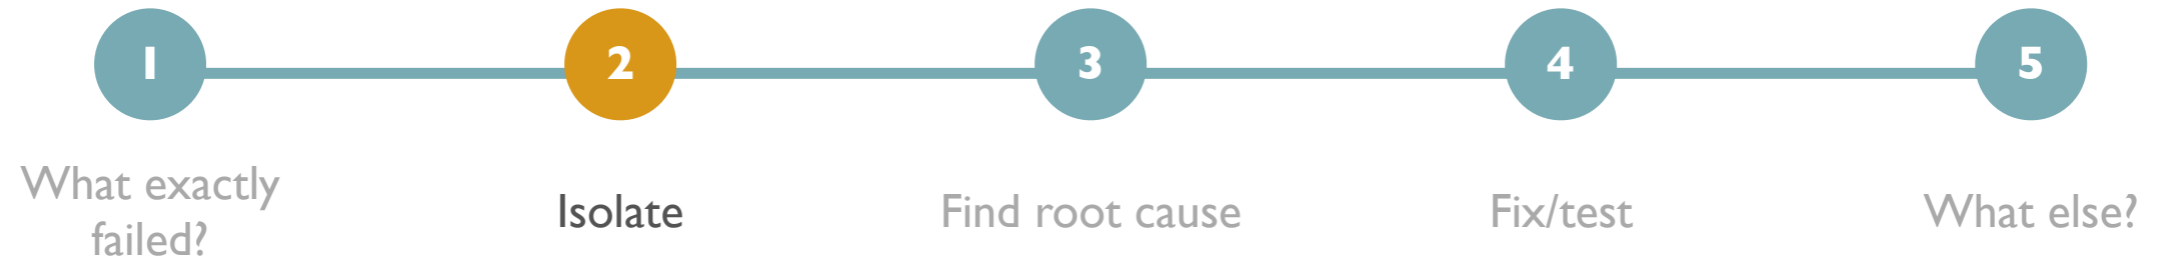 1
2
3
4
5
What exactly
failed?
Isolate
Find root cause
Fix/test
What else?